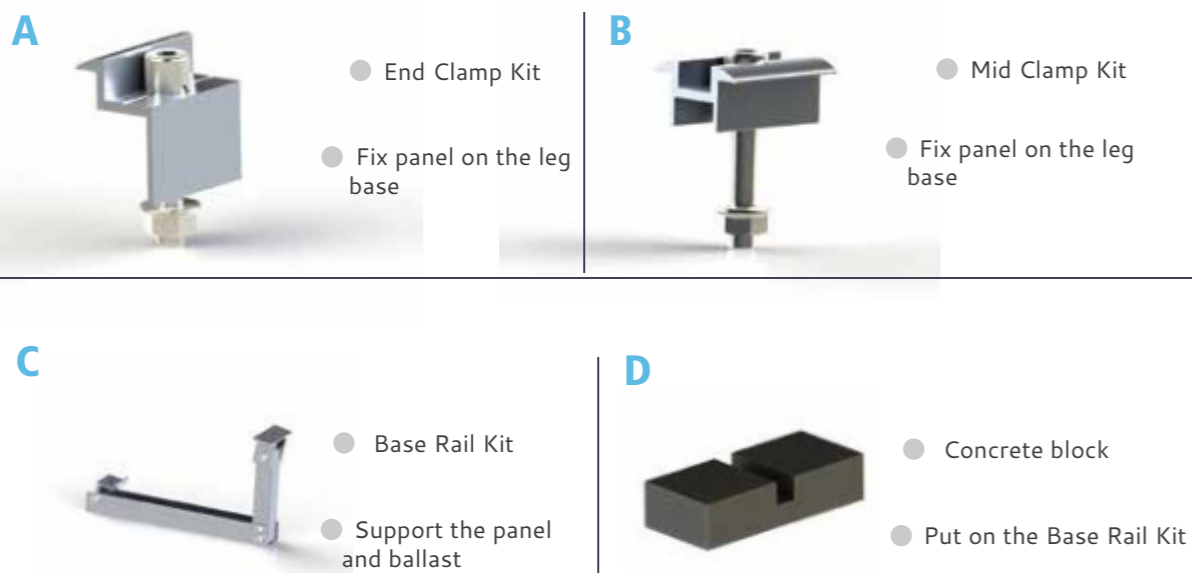 A
End Clamp Kit
Fix panel on the leg
base
B
Mid Clamp Kit
Fix panel on the leg
base
C
Base Rail Kit
Support the panel
and ballast
D
Concrete block
Put on the Base Rail Kit